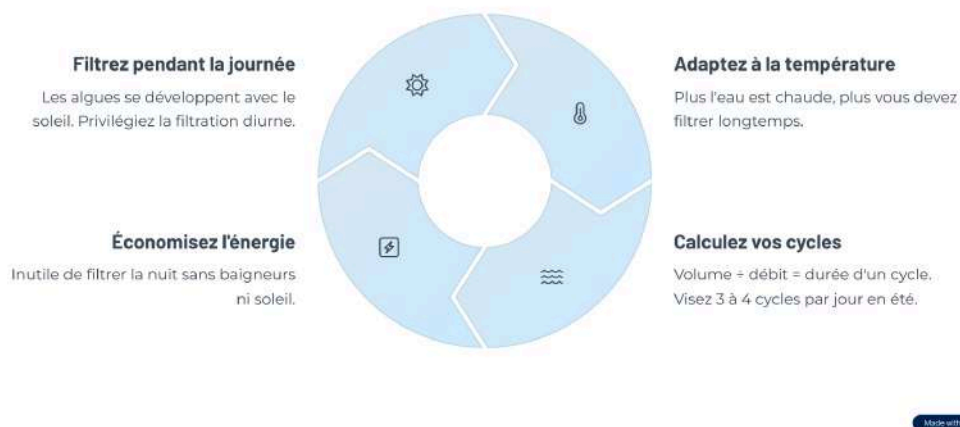 Filtrez pendant la journée
Les algues se développent avec le
soleil. Privilégiez la filtration diurne.
Adaptez à la température
Plus l'eau est chaude, plus vous devez
filtrer longtemps.
Économisez l'énergie
Inutile de filtrer la nuit sans baigneurs
ni soleil.
Calculez vos cycles
Volume ÷ débit = durée d'un cycle.
Visez 3 à 4 cycles par jour en été.
Made with